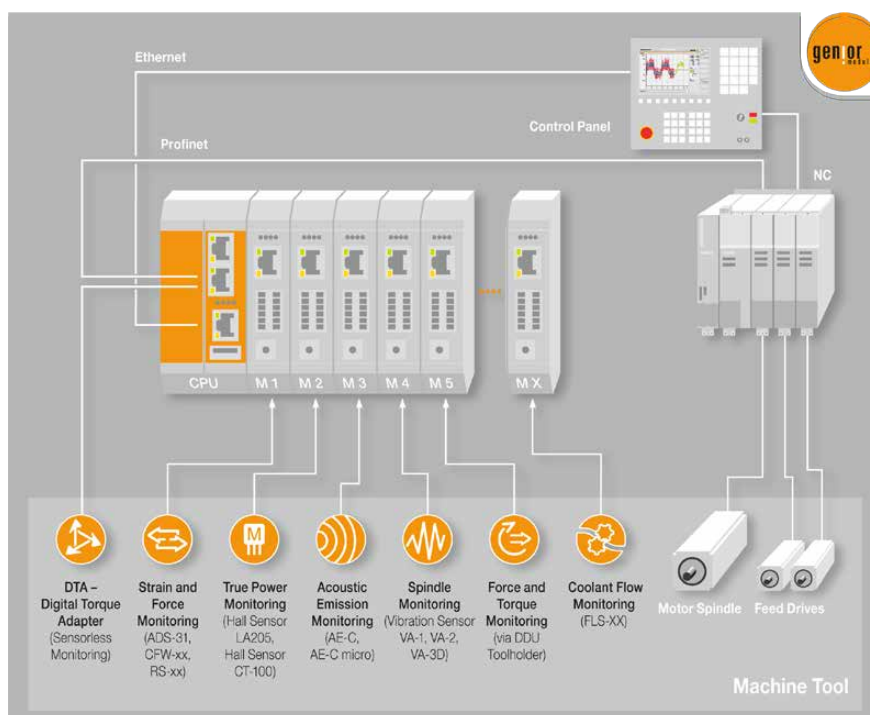 gen!or
modular
Ethernet
Control Panel
Profinet
NC
CPU
M 1
M 2
M 3
M 4
M 5
M X
M
DTA –
Digital Torque
Adapter
(Sensorless
Monitoring)
Strain and
Force
Monitoring
(ADS-31,
CFW-xx,
RS-xx)
True Power
Monitoring
(Hall Sensor
LA205,
Hall Sensor
CT-100)
Acoustic
Emission
Monitoring
(AE-C,
AE-C micro)
Spindle
Monitoring
(Vibration Sensor
VA-1, VA-2,
VA-3D)
Force and
Torque
Monitoring
(via DDU
Toolholder)
Coolant Flow
Monitoring
(FLS-XX)
Motor Spindle
Feed Drives
Machine Tool